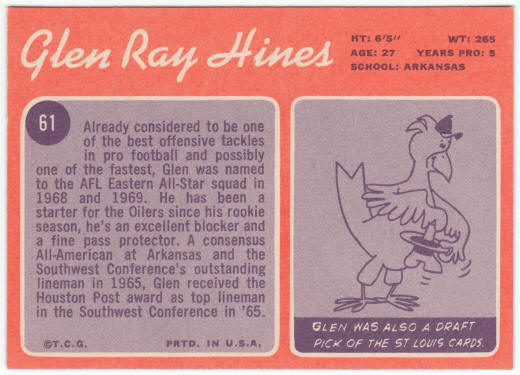 Glen Ray Hines
HT: 6'5" WT: 265
AGE: 27 YEARS PRO: 5
SCHOOL: ARKANSAS
61
Already considered to be one
of the best offensive tackles
in pro football and possibly
one of the fastest, Glen was named
to the AFL Eastern All-Star squad in
1968 and 1969. He has been a
starter for the Oilers since his rookie
season, he's an excellent blocker and
a fine pass protector. A consensus
All-American at Arkansas and the
Southwest Conference's outstanding
lineman in 1965, Glen received the
Houston Post award as top lineman
in the Southwest Conference in '65.
©T.C.G. PRTD. IN U.S.A.
GLEN WAS ALSO A DRAFT
PICK OF THE ST LOUIS CARDS.